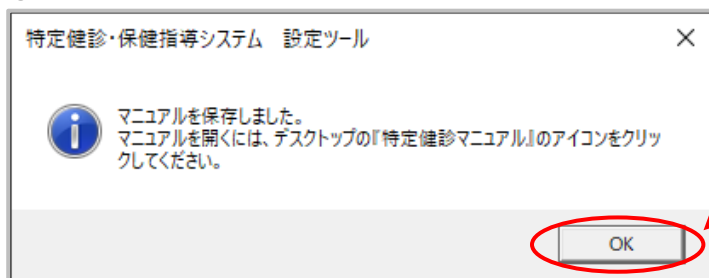 特定健診・保健指導システム　設定ツール
マニュアルを保存しました。
マニュアルを開くには、デスクトップの『特定健診マニュアル』のアイコンをクリッ
クしてください。
OK